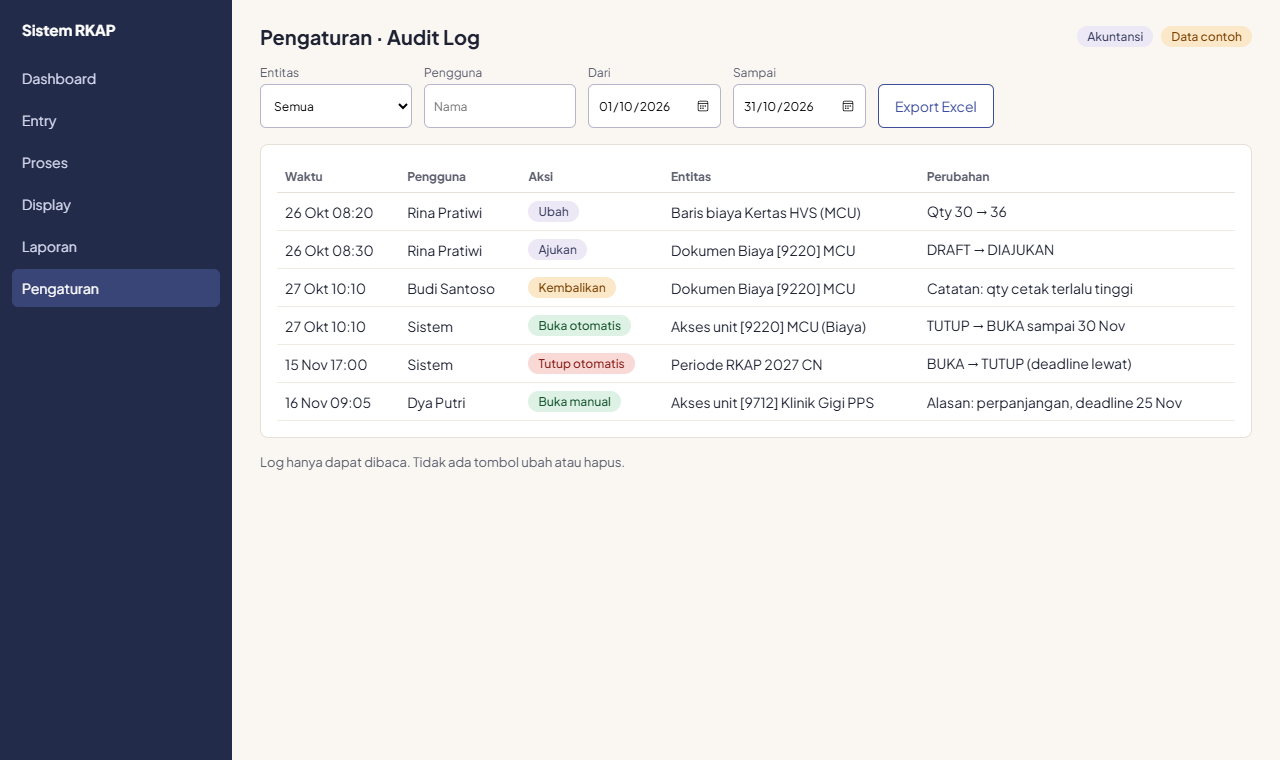 Sistem RKAP
Dashboard
Entry
Proses
Display
Laporan
Pengaturan
Pengaturan · Audit Log
Akuntansi Data contoh
Entitas Pengguna Dari Sampai
Semua Nama 01/10/2026 31/10/2026 Export Excel
Waktu Pengguna Aksi Entitas Perubahan
26 Okt 08:20 Rina Pratiwi Ubah Baris biaya Kertas HVS (MCU) Qty 30 → 36
26 Okt 08:30 Rina Pratiwi Ajukan Dokumen Biaya [9220] MCU DRAFT → DIAJUKAN
27 Okt 10:10 Budi Santoso Kembalikan Dokumen Biaya [9220] MCU Catatan: qty cetak terlalu tinggi
27 Okt 10:10 Sistem Buka otomatis Akses unit [9220] MCU (Biaya) TUTUP → BUKA sampai 30 Nov
15 Nov 17:00 Sistem Tutup otomatis Periode RKAP 2027 CN BUKA → TUTUP (deadline lewat)
16 Nov 09:05 Dya Putri Buka manual Akses unit [9712] Klinik Gigi PPS Alasan: perpanjangan, deadline 25 Nov
Log hanya dapat dibaca. Tidak ada tombol ubah atau hapus.